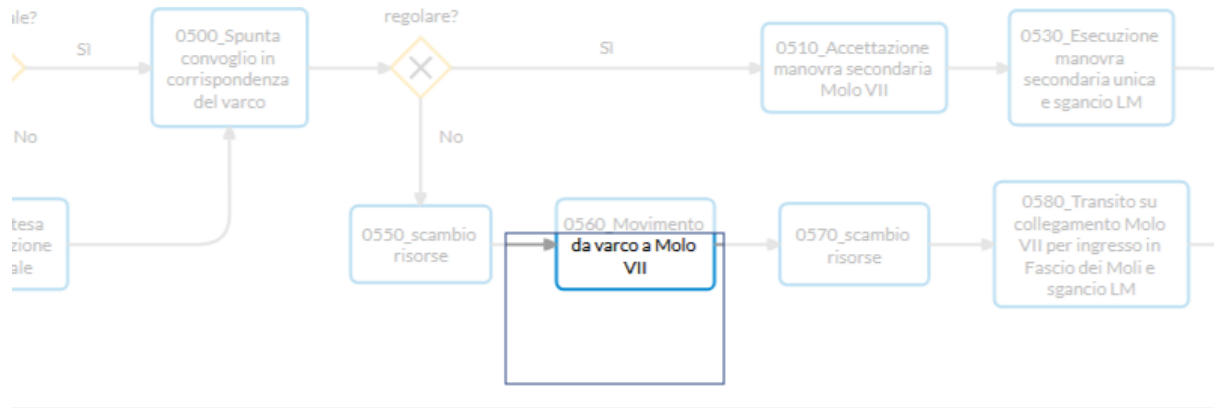 ale?
regolare?
Sì
0500_Spunta
convoglio in
corrispondenza
del varco
Sì
0510_Accettazione
manovra secondaria
Molo VII
0530_Esecuzione
manovra
secondaria unica
e sgancio LM
No
No
tesa
zione
ale
0550_scambio
risorse
0560_Movimento
da varco a Molo
VII
0570_scambio
risorse
0580_Transito su
collegamento Molo
VII per ingresso in
Fascio dei Moli e
sgancio LM